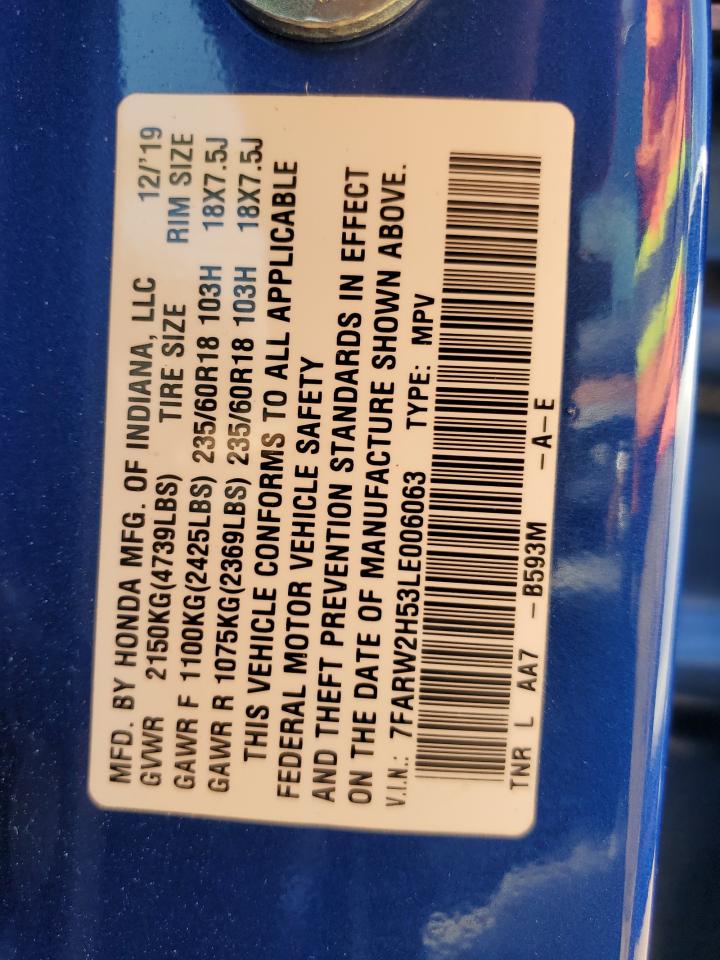 MFD. BY HONDA MFG. OF INDIANA, LLC 12/'19
GVWR 2150KG(4739LBS) TIRE SIZE RIM SIZE
GAWR F 1100KG(2425LBS) 235/60R18 103H 18X7.5J
GAWR R 1075KG(2369LBS) 235/60R18 103H 18X7.5J
THIS VEHICLE CONFORMS TO ALL APPLICABLE
FEDERAL MOTOR VEHICLE SAFETY
AND THEFT PREVENTION STANDARDS IN EFFECT
ON THE DATE OF MANUFACTURE SHOWN ABOVE.
V.I.N.: 7FARW2H53LE006063 TYPE: MPV
TNR L AA7 -B593M -A-E